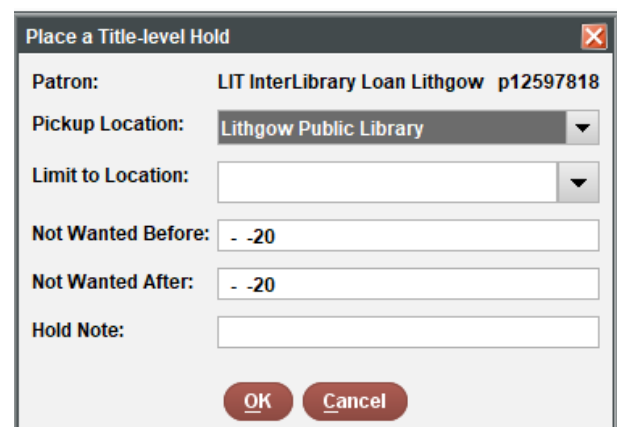 Place a Title-level Hold
Patron: LIT InterLibrary Loan Lithgow p12597818
Pickup Location: Lithgow Public Library
Limit to Location:
Not Wanted Before: - -20
Not Wanted After: - -20
Hold Note:
OK Cancel